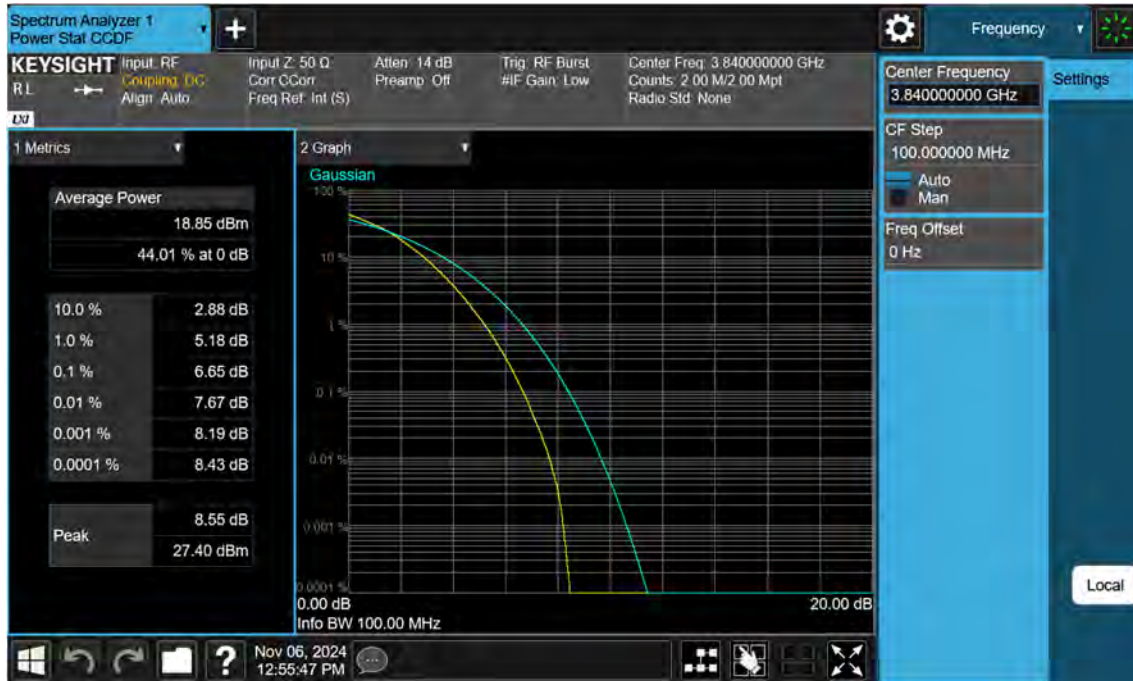 Spectrum Analyzer 1
Power Stat CCDF
+
Frequency
KEYSIGHT
RL
LXI
Input: RF
Coupling: DC
Align: Auto
Input Z: 50 Ω
Corr CCorr
Freq Ref: Int (S)
Atten: 14 dB
Preamp: Off
Trig: RF Burst
#IF Gain: Low
Center Freq: 3.840000000 GHz
Counts: 2.00 M/2.00 Mpt
Radio Std: None
Center Frequency
3.840000000 GHz
Settings
CF Step
100.000000 MHz
Auto
Man
Freq Offset
0 Hz
Local
1 Metrics
Average Power
18.85 dBm
44.01 % at 0 dB
10.0 % 2.88 dB
1.0 % 5.18 dB
0.1 % 6.65 dB
0.01 % 7.67 dB
0.001 % 8.19 dB
0.0001 % 8.43 dB
Peak
8.55 dB
27.40 dBm
2 Graph
Gaussian
100 %
10 %
1 %
0.1 %
0.01 %
0.001 %
0.0001 %
0.00 dB 20.00 dB
Info BW 100.00 MHz
?
Nov 06, 2024
12:55:47 PM